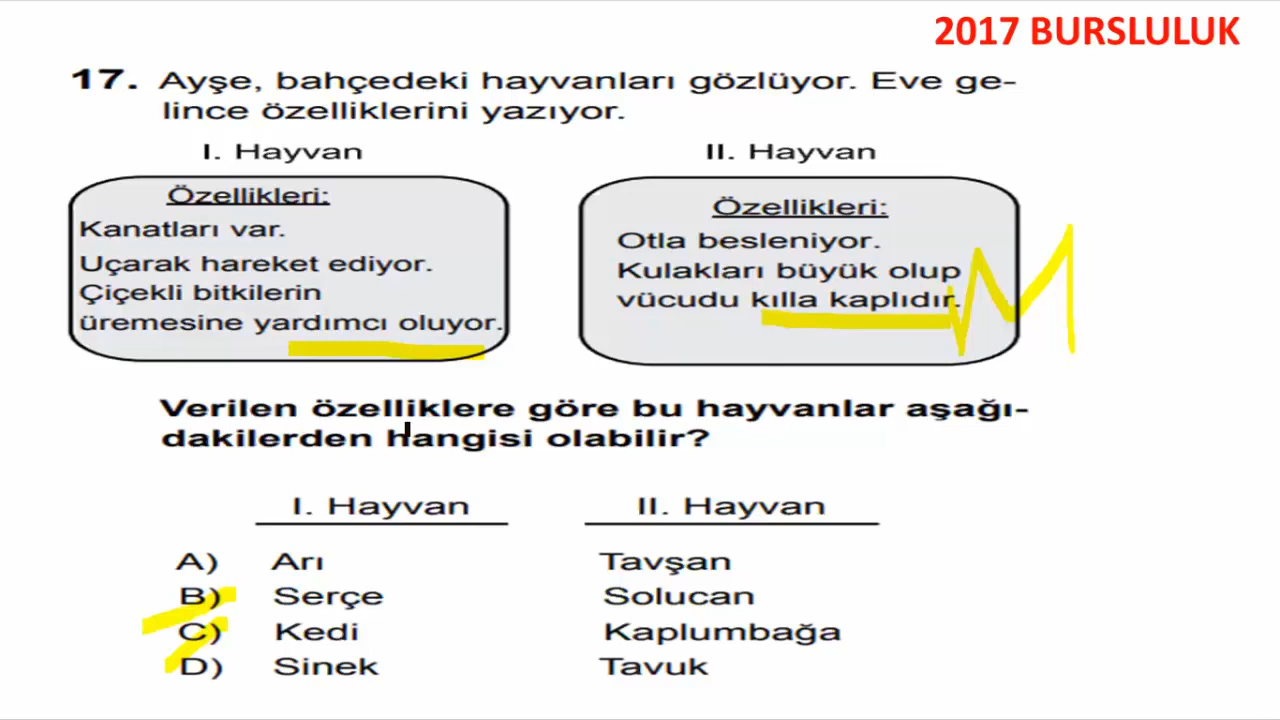 2017 BURSLULUK
17. Ayşe, bahçedeki hayvanları gözlüyor. Eve ge-
lince özelliklerini yazıyor.
I. Hayvan
Özellikleri:
Kanatları var.
Uçarak hareket ediyor.
Çiçekli bitkilerin
üremesine yardımcı oluyor.
II. Hayvan
Özellikleri:
Otla besleniyor.
Kulakları büyük olup
vücudu kılla kaplıdır.
Verilen özelliklere göre bu hayvanlar aşağı-
dakilerden hangisi olabilir?
I. Hayvan II. Hayvan
A) Arı Tavşan
B) Serçe Solucan
C) Kedi Kaplumbağa
D) Sinek Tavuk